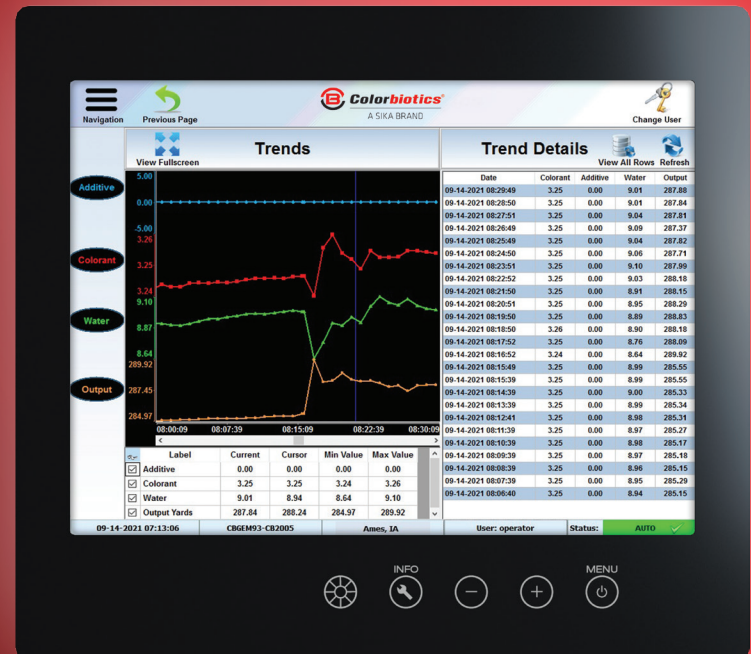 Colorbiotics
A SIKA BRAND
Navigation
Previous Page
Change User
View Fullscreen
Trends
Trend Details
View All Rows
Refresh
Additive
Colorant
Water
Output
5.00
0.00
-5.00
3.26
3.25
3.24
9.10
8.87
8.64
289.92
287.45
284.97
08:00:09 08:07:39 08:15:09 08:22:39 08:30:09
Date Colorant Additive Water Output
09-14-2021 08:29:49 3.25 0.00 9.01 287.88
09-14-2021 08:28:50 3.25 0.00 9.01 287.84
09-14-2021 08:27:51 3.25 0.00 9.04 287.81
09-14-2021 08:26:49 3.25 0.00 9.09 287.37
09-14-2021 08:25:49 3.25 0.00 9.04 287.82
09-14-2021 08:24:50 3.25 0.00 9.06 287.71
09-14-2021 08:23:51 3.25 0.00 9.10 287.99
09-14-2021 08:22:52 3.25 0.00 9.03 288.18
09-14-2021 08:21:50 3.25 0.00 8.91 288.15
09-14-2021 08:20:51 3.25 0.00 8.95 288.29
09-14-2021 08:19:50 3.25 0.00 8.89 288.83
09-14-2021 08:18:50 3.26 0.00 8.90 288.18
09-14-2021 08:17:52 3.25 0.00 8.76 288.09
09-14-2021 08:16:52 3.24 0.00 8.64 289.92
09-14-2021 08:15:49 3.25 0.00 8.99 285.55
09-14-2021 08:15:39 3.25 0.00 8.99 285.55
09-14-2021 08:14:39 3.25 0.00 9.00 285.33
09-14-2021 08:13:39 3.25 0.00 8.99 285.34
09-14-2021 08:12:41 3.25 0.00 8.98 285.31
09-14-2021 08:11:39 3.25 0.00 8.97 285.27
09-14-2021 08:10:39 3.25 0.00 8.98 285.17
09-14-2021 08:09:39 3.25 0.00 8.97 285.18
09-14-2021 08:08:39 3.25 0.00 8.96 285.15
09-14-2021 08:07:39 3.25 0.00 8.95 285.29
09-14-2021 08:06:40 3.25 0.00 8.94 285.15
Label Current Cursor Min Value Max Value
Additive 0.00 0.00 0.00 0.00
Colorant 3.25 3.25 3.24 3.26
Water 9.01 8.94 8.64 9.10
Output Yards 287.84 288.24 284.97 289.92
09-14-2021 07:13:06 CBGEM93-CB2005 Ames, IA User: operator Status: AUTO
INFO
MENU